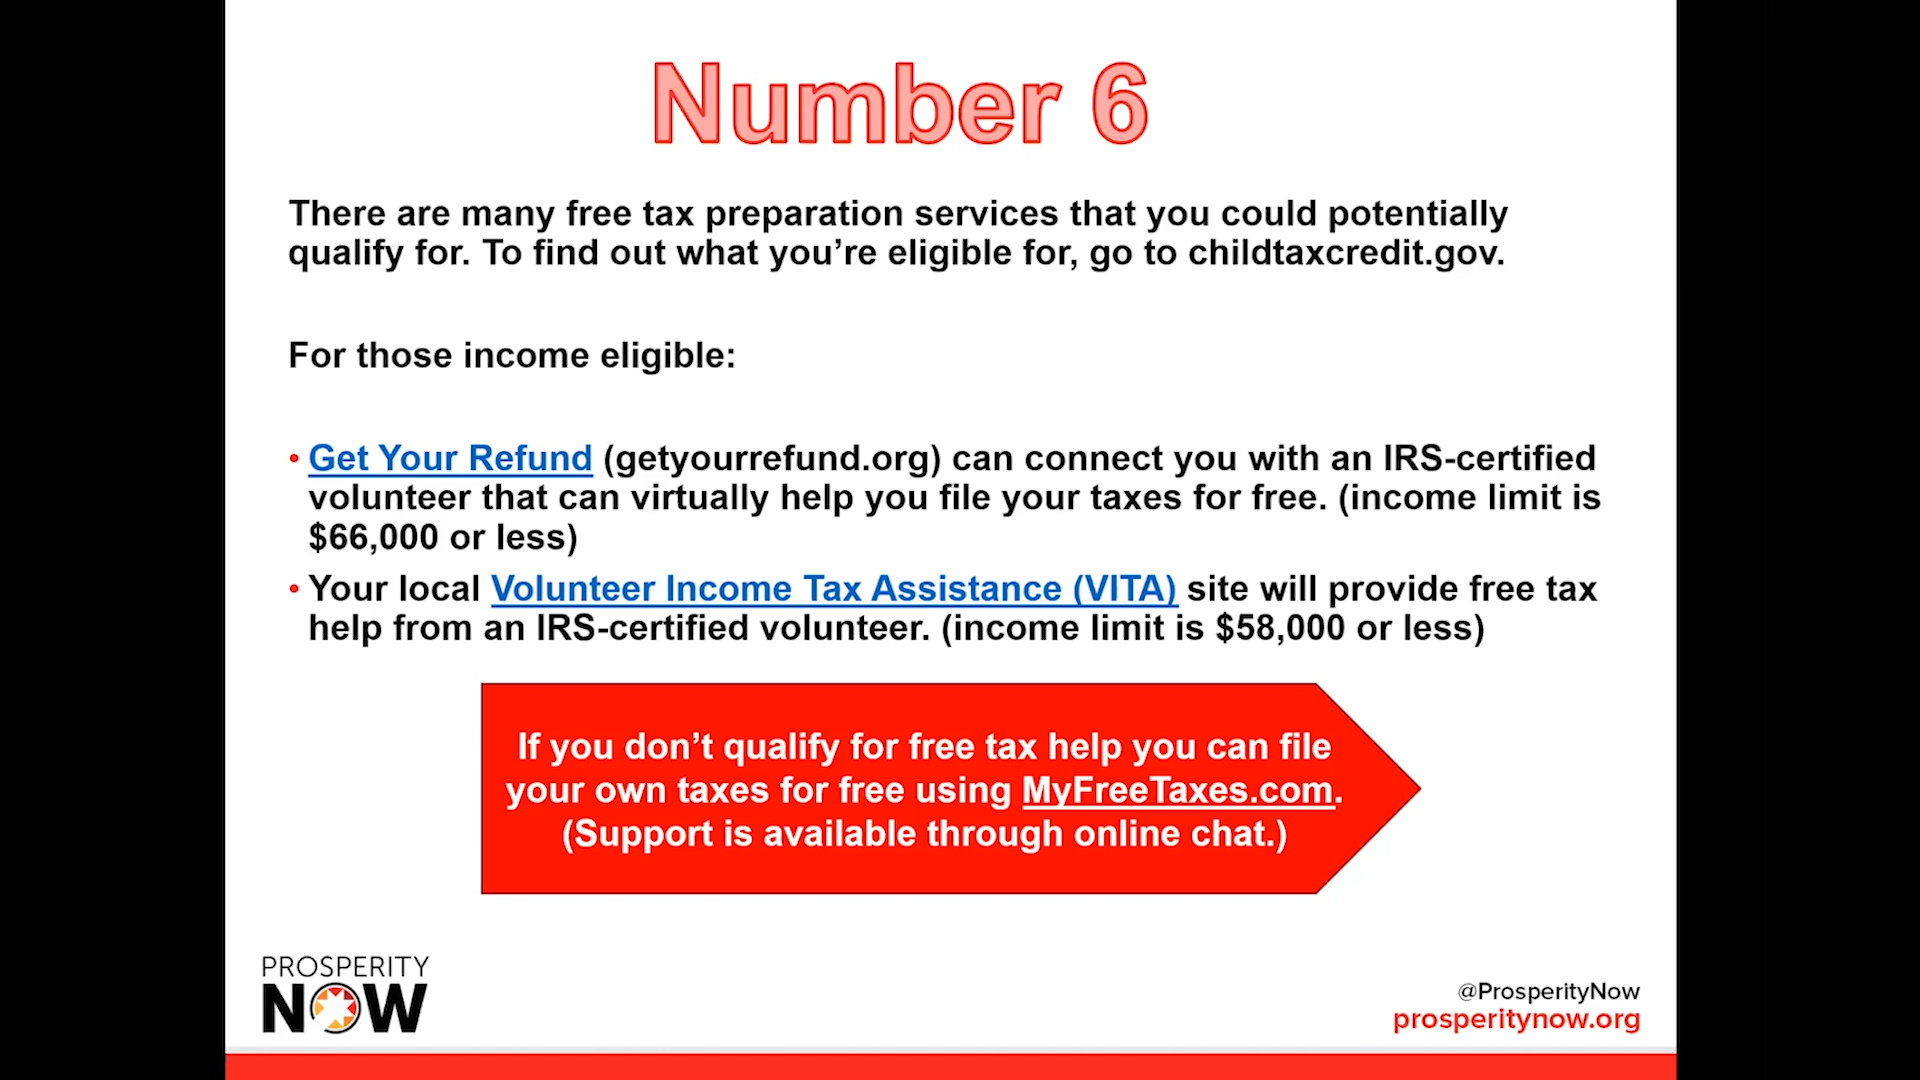 Number 6
There are many free tax preparation services that you could potentially
qualify for. To find out what you’re eligible for, go to childtaxcredit.gov.
For those income eligible:
• Get Your Refund (getyourrefund.org) can connect you with an IRS-certified
volunteer that can virtually help you file your taxes for free. (income limit is
$66,000 or less)
• Your local Volunteer Income Tax Assistance (VITA) site will provide free tax
help from an IRS-certified volunteer. (income limit is $58,000 or less)
If you don’t qualify for free tax help you can file
your own taxes for free using MyFreeTaxes.com.
(Support is available through online chat.)
PROSPERITY
NOW
@ProsperityNow
prosperitynow.org